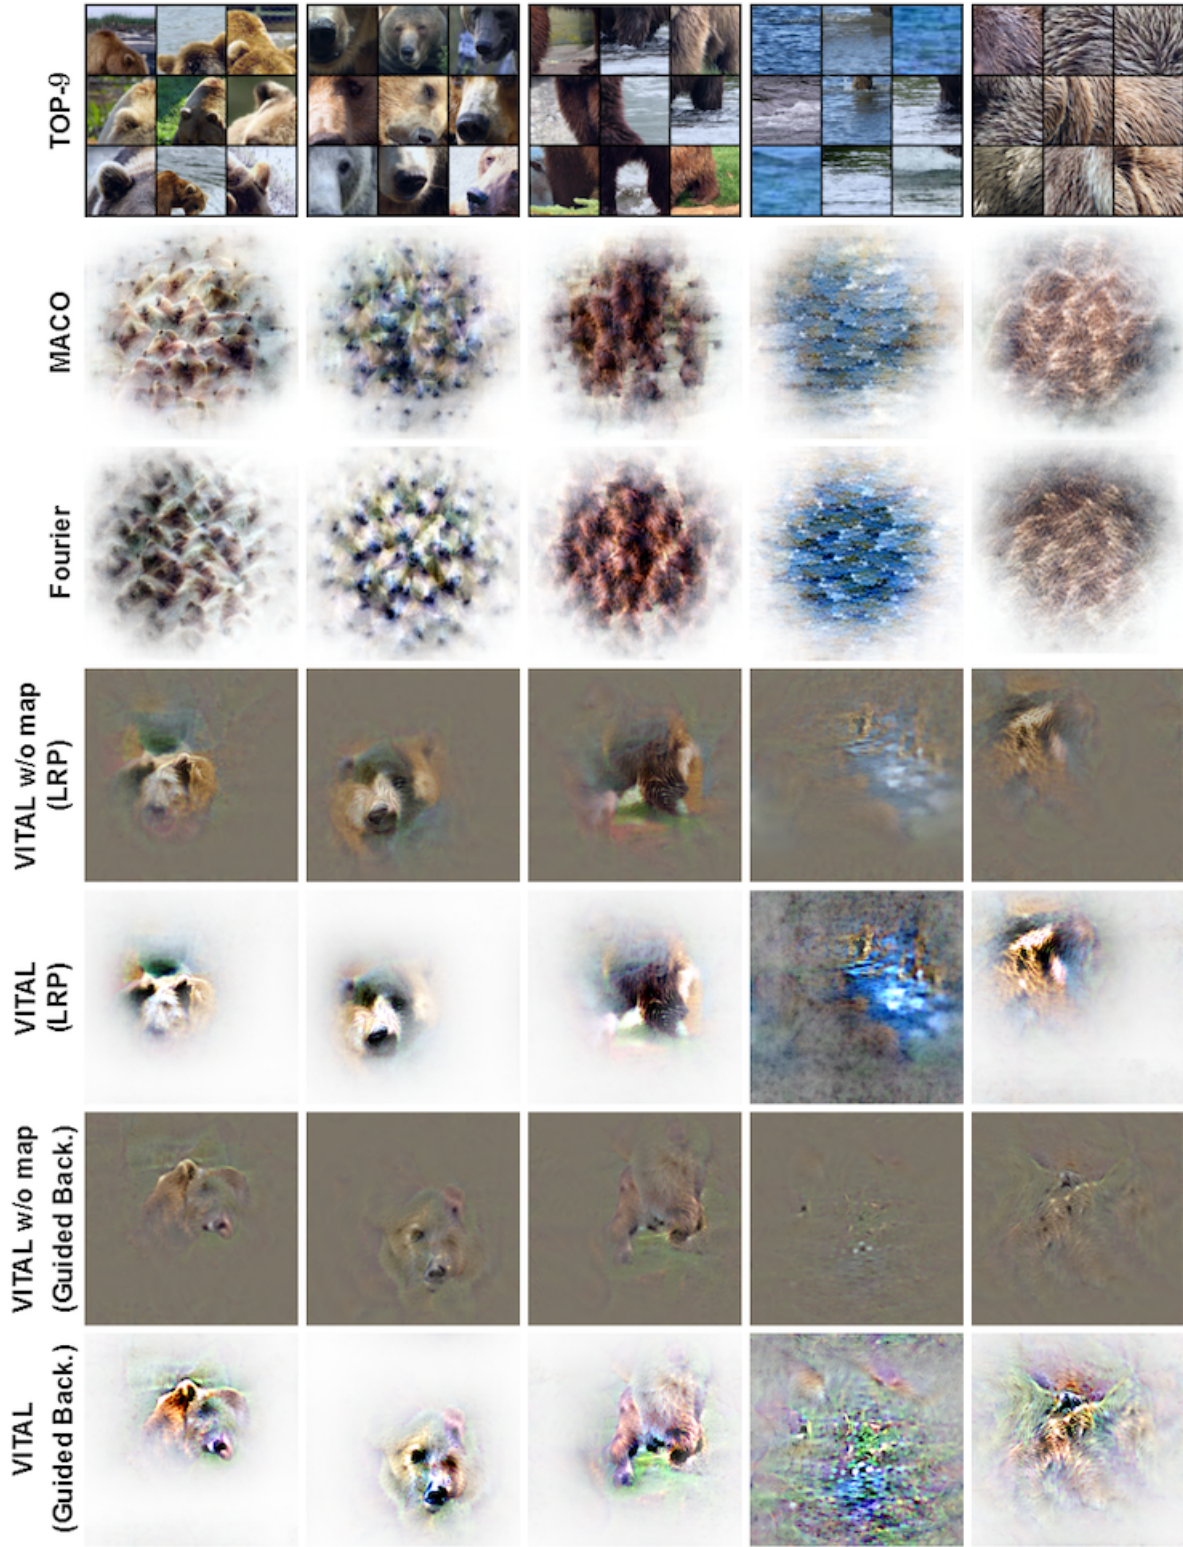 TOP-9
MACO
Fourier
VITAL w/o map
(LRP)
VITAL
(LRP)
VITAL w/o map
(Guided Back.)
VITAL
(Guided Back.)